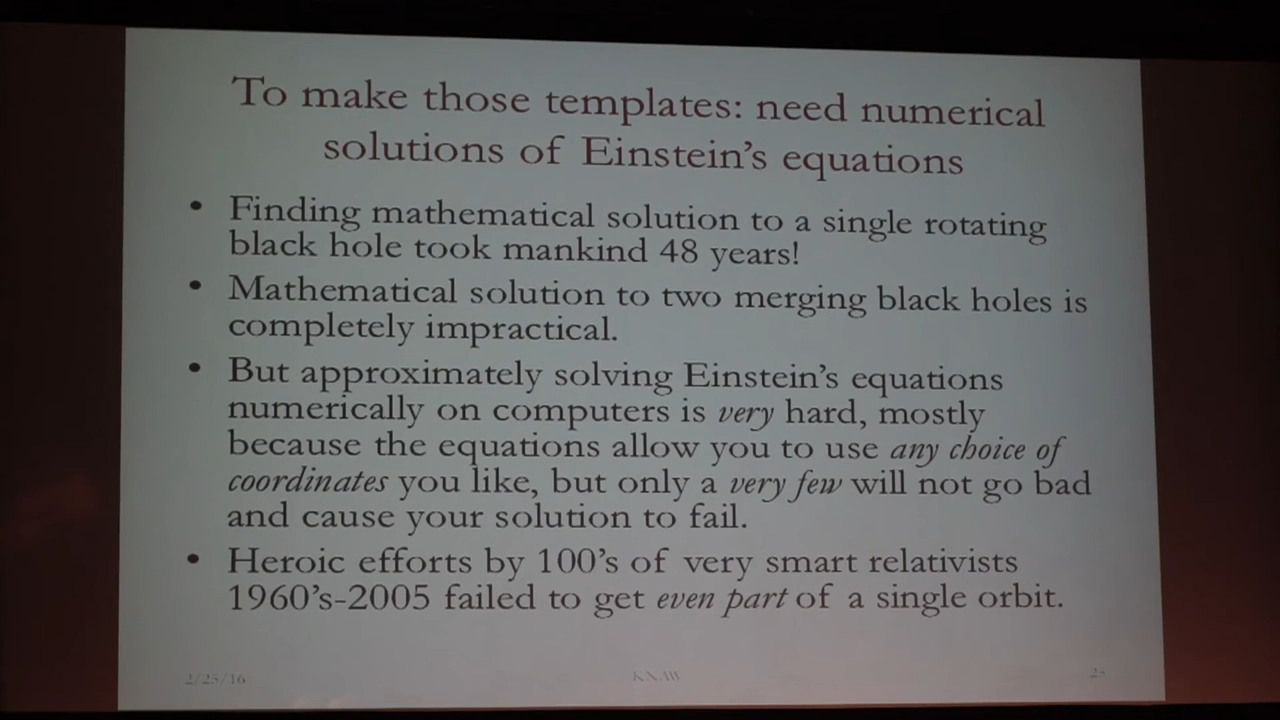 To make those templates: need numerical
solutions of Einstein's equations
• Finding mathematical solution to a single rotating
black hole took mankind 48 years!
• Mathematical solution to two merging black holes is
completely impractical.
• But approximately solving Einstein's equations
numerically on computers is very hard, mostly
because the equations allow you to use any choice of
coordinates you like, but only a very few will not go bad
and cause your solution to fail.
• Heroic efforts by 100's of very smart relativists
1960's-2005 failed to get even part of a single orbit.
KNAW